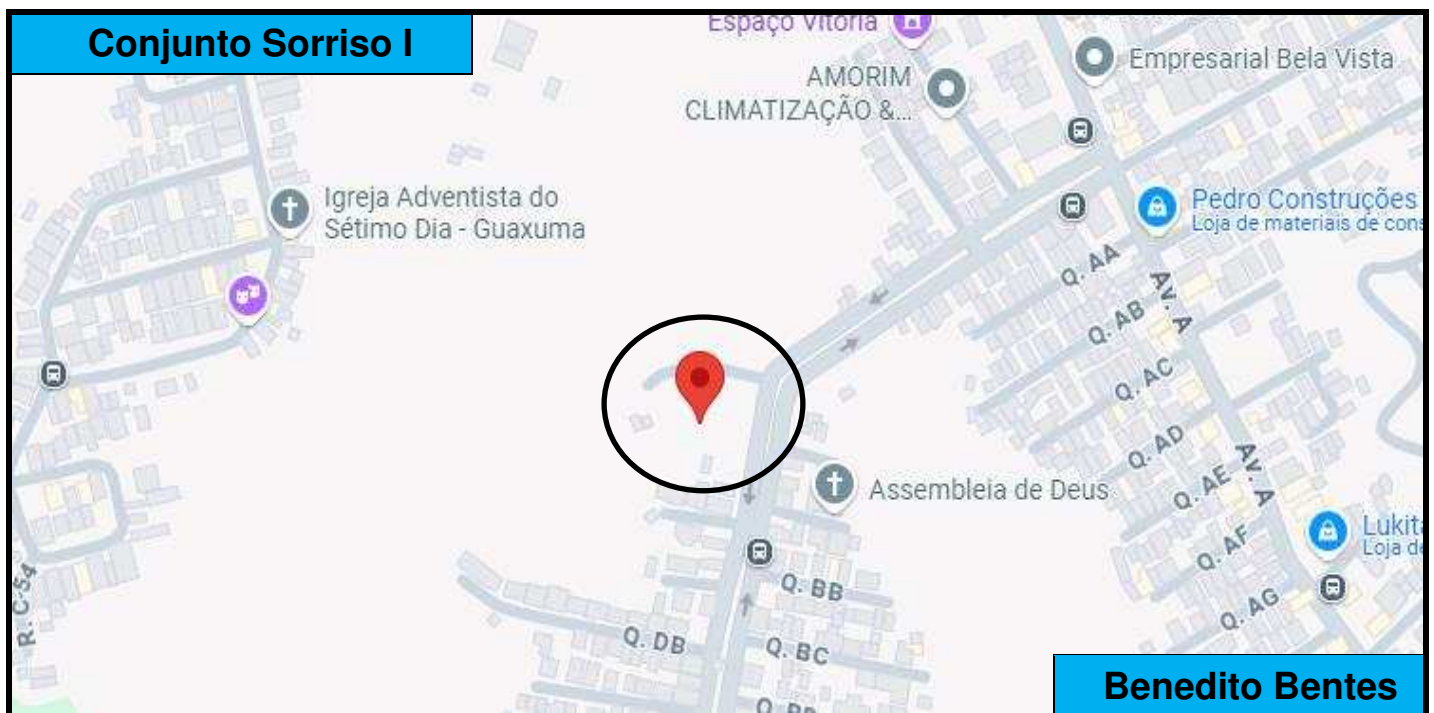 Conjunto Sorriso I
Espaço Vitória
Empresarial Bela Vista
AMORIM
CLIMATIZAÇÃO &...
Igreja Adventista do
Sétimo Dia - Guaxuma
Pedro Construções
Loja de materiais de cons
Q. AA
Av. A
Q. AB
Q. AC
Q. AD
Av. A
Q. AE
Assembleia de Deus
Lukit
Loja de
Q. AF
R. C-54
Q. BB
Q. AG
Q. DB
Q. BC
Benedito Bentes